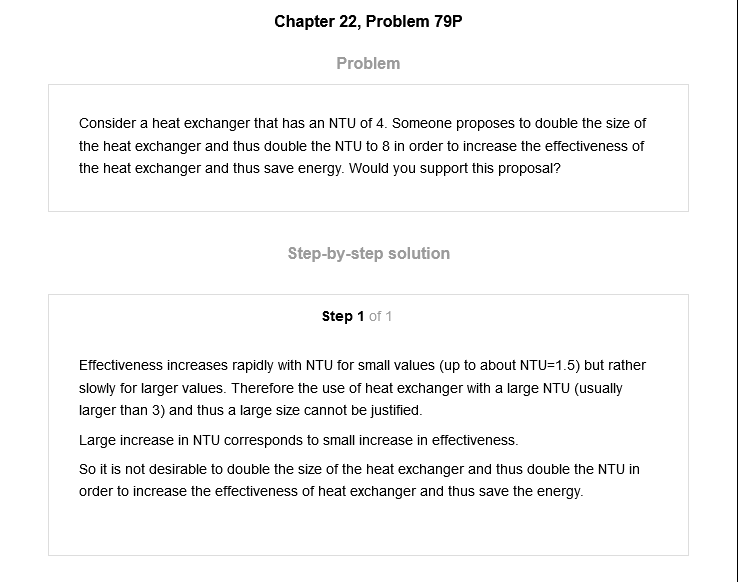 Chapter 22, Problem 79P
Problem
Consider a heat exchanger that has an NTU of 4. Someone proposes to double the size of
the heat exchanger and thus double the NTU to 8 in order to increase the effectiveness of
the heat exchanger and thus save energy. Would you support this proposal?
Step-by-step solution
Step 1 of 1
Effectiveness increases rapidly with NTU for small values (up to about NTU=1.5) but rather
slowly for larger values. Therefore the use of heat exchanger with a large NTU (usually
larger than 3) and thus a large size cannot be justified.
Large increase in NTU corresponds to small increase in effectiveness.
So it is not desirable to double the size of the heat exchanger and thus double the NTU in
order to increase the effectiveness of heat exchanger and thus save the energy.